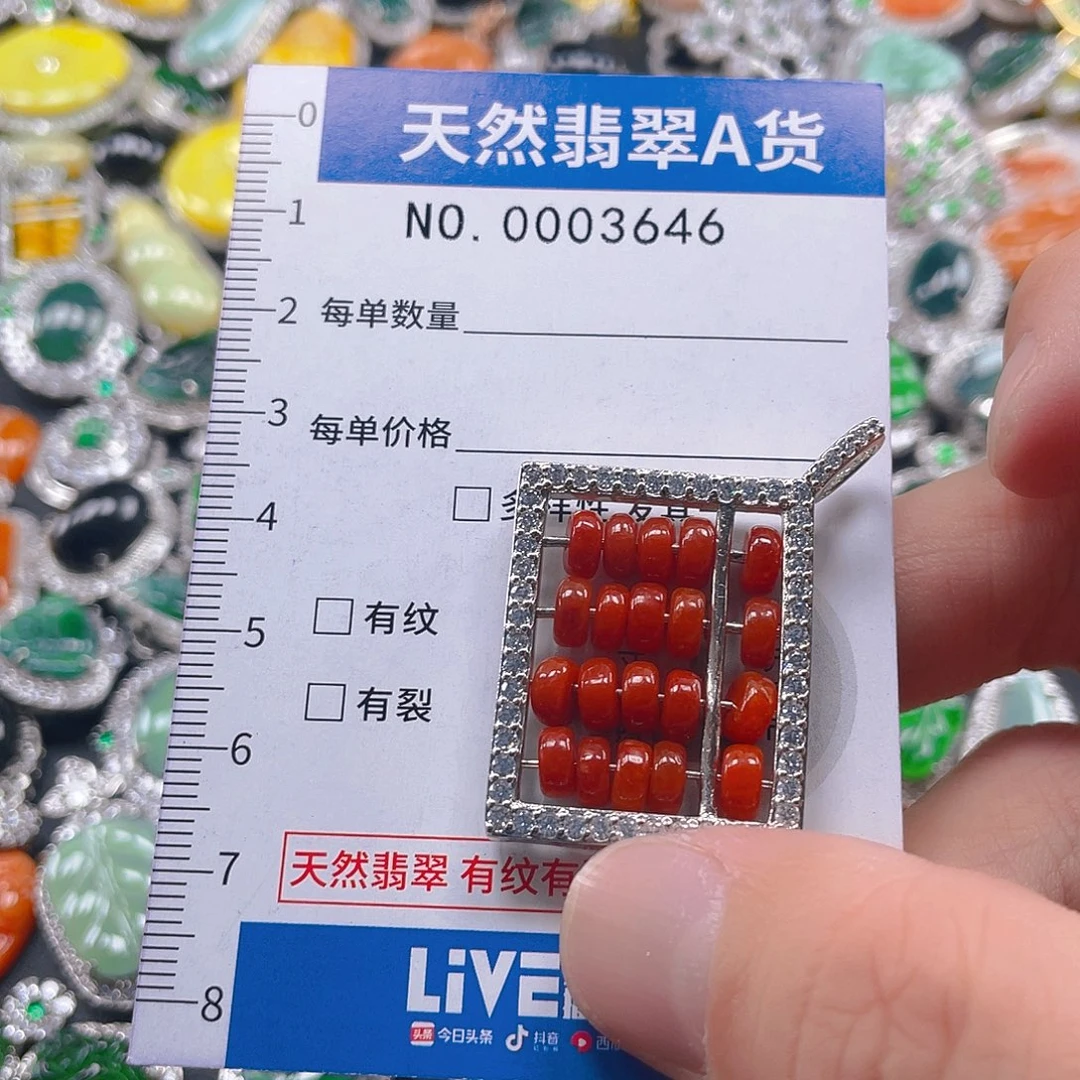 天然翡翠A货
0
NO. 0003646
1
2
每单数量
3
每单价格
4
□
5
□ 有纹
□ 有裂
6
7
天然翡翠 有纹有
LiVE
8
头条 今日头条 抖音